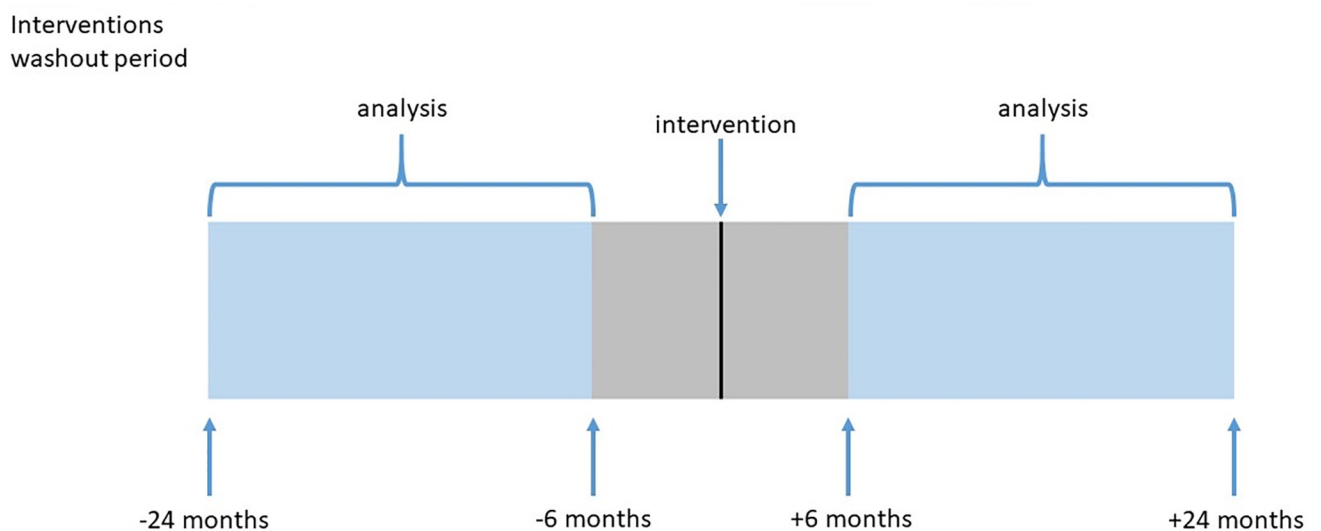 Interventions
washout period
analysis
intervention
analysis
-24 months
-6 months
+6 months
+24 months